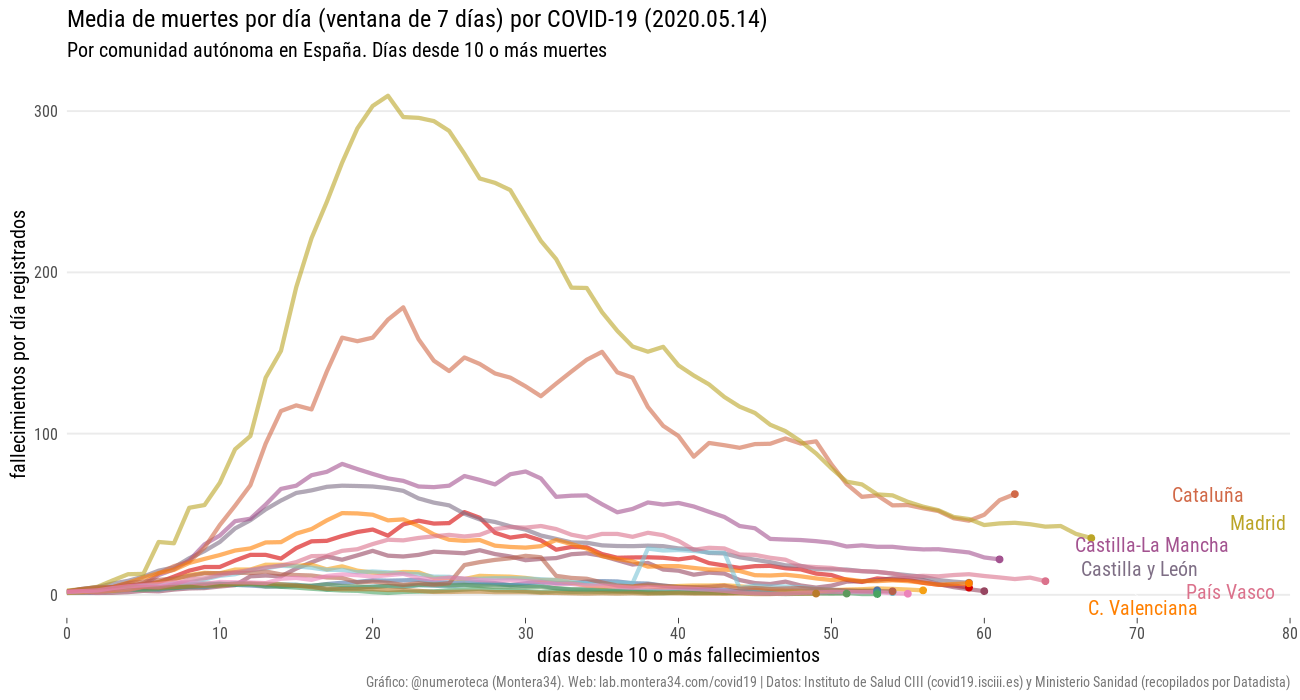 Media de muertes por día (ventana de 7 días) por COVID-19 (2020.05.14)
Por comunidad autónoma en España. Días desde 10 o más muertes
fallecimientos por día registrados
300
200
100
0
Cataluña
Madrid
Castilla-La Mancha
Castilla y León
País Vasco
C. Valenciana
0 10 20 30 40 50 60 70 80
días desde 10 o más fallecimientos
Gráfico: @numeroteca (Montera34). Web: lab.montera34.com/covid19 | Datos: Instituto de Salud CIII (covid19.isciii.es) y Ministerio Sanidad (recopilados por Datadista)